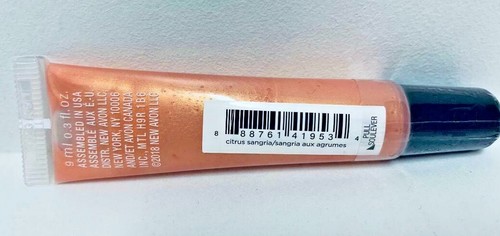 9 ml/0.3 fl. oz.
ASSEMBLED IN USA
ASSEMBLÉ AUX É-U.
DISTR. NEW AVON LLC,
NEW YORK, NY 10006
AND/ET AVON CANADA
INC., MTL H9R 1B6
©2018 NEW AVON LLC
8 88761 41953 4
citrus sangria/sangria aux agrumes
PULL
SOULEVER